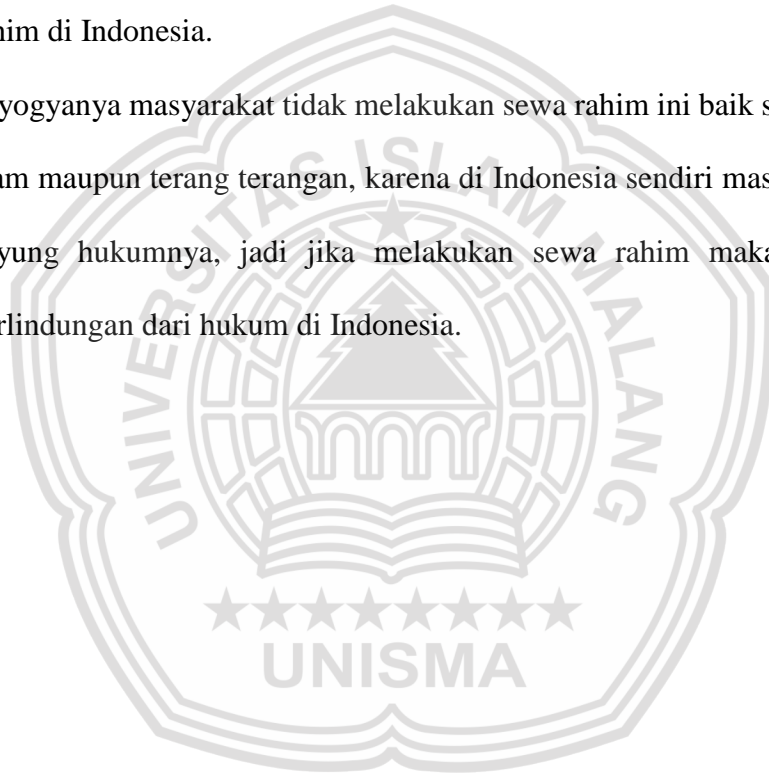 him di Indonesia.
yogyanya masyarakat tidak melakukan sewa rahim ini baik s
am maupun terang terangan, karena di Indonesia sendiri mas
yung hukumnya, jadi jika melakukan sewa rahim maka
rlindungan dari hukum di Indonesia.
UNIVERSITAS ISLAM MALANG
UNISMA